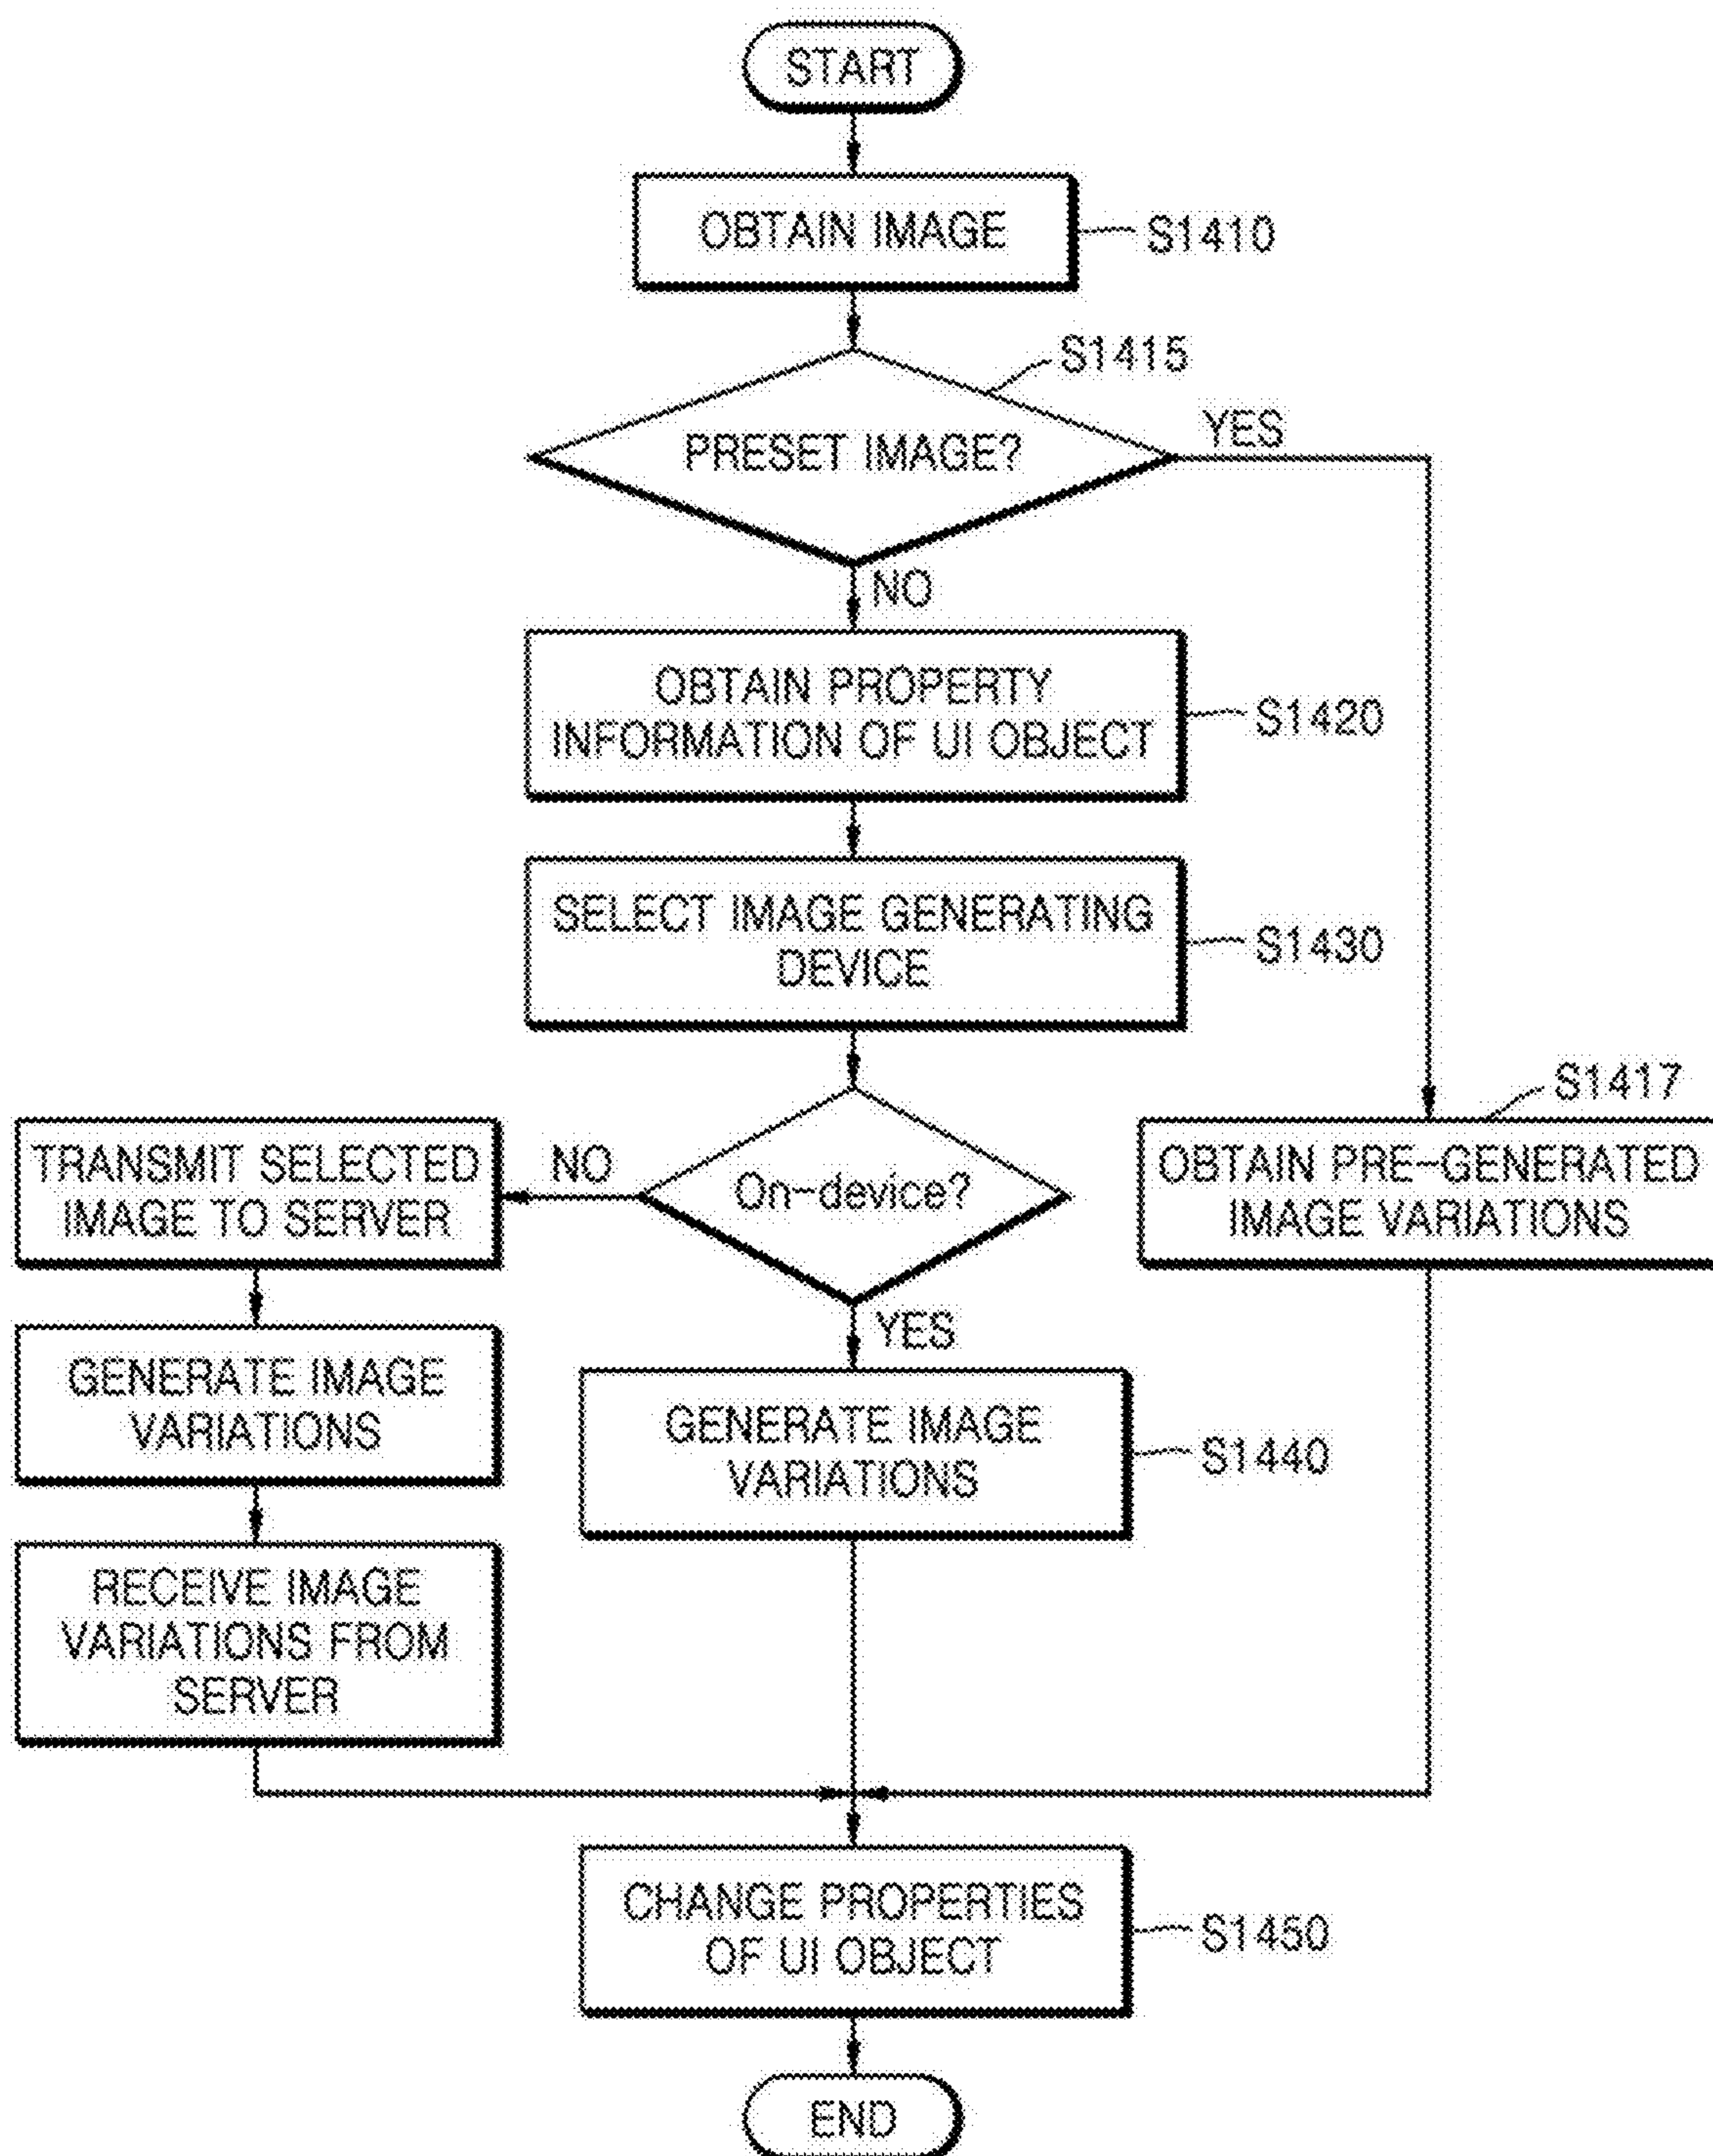 START
OBTAIN IMAGE
S1410
S1415
PRESET IMAGE?
YES
NO
OBTAIN PROPERTY
INFORMATION OF UI OBJECT
S1420
SELECT IMAGE GENERATING
DEVICE
S1430
On-device?
NO
YES
TRANSMIT SELECTED
IMAGE TO SERVER
GENERATE IMAGE
VARIATIONS
RECEIVE IMAGE
VARIATIONS FROM
SERVER
GENERATE IMAGE
VARIATIONS
S1440
S1417
OBTAIN PRE-GENERATED
IMAGE VARIATIONS
CHANGE PROPERTIES
OF UI OBJECT
S1450
END